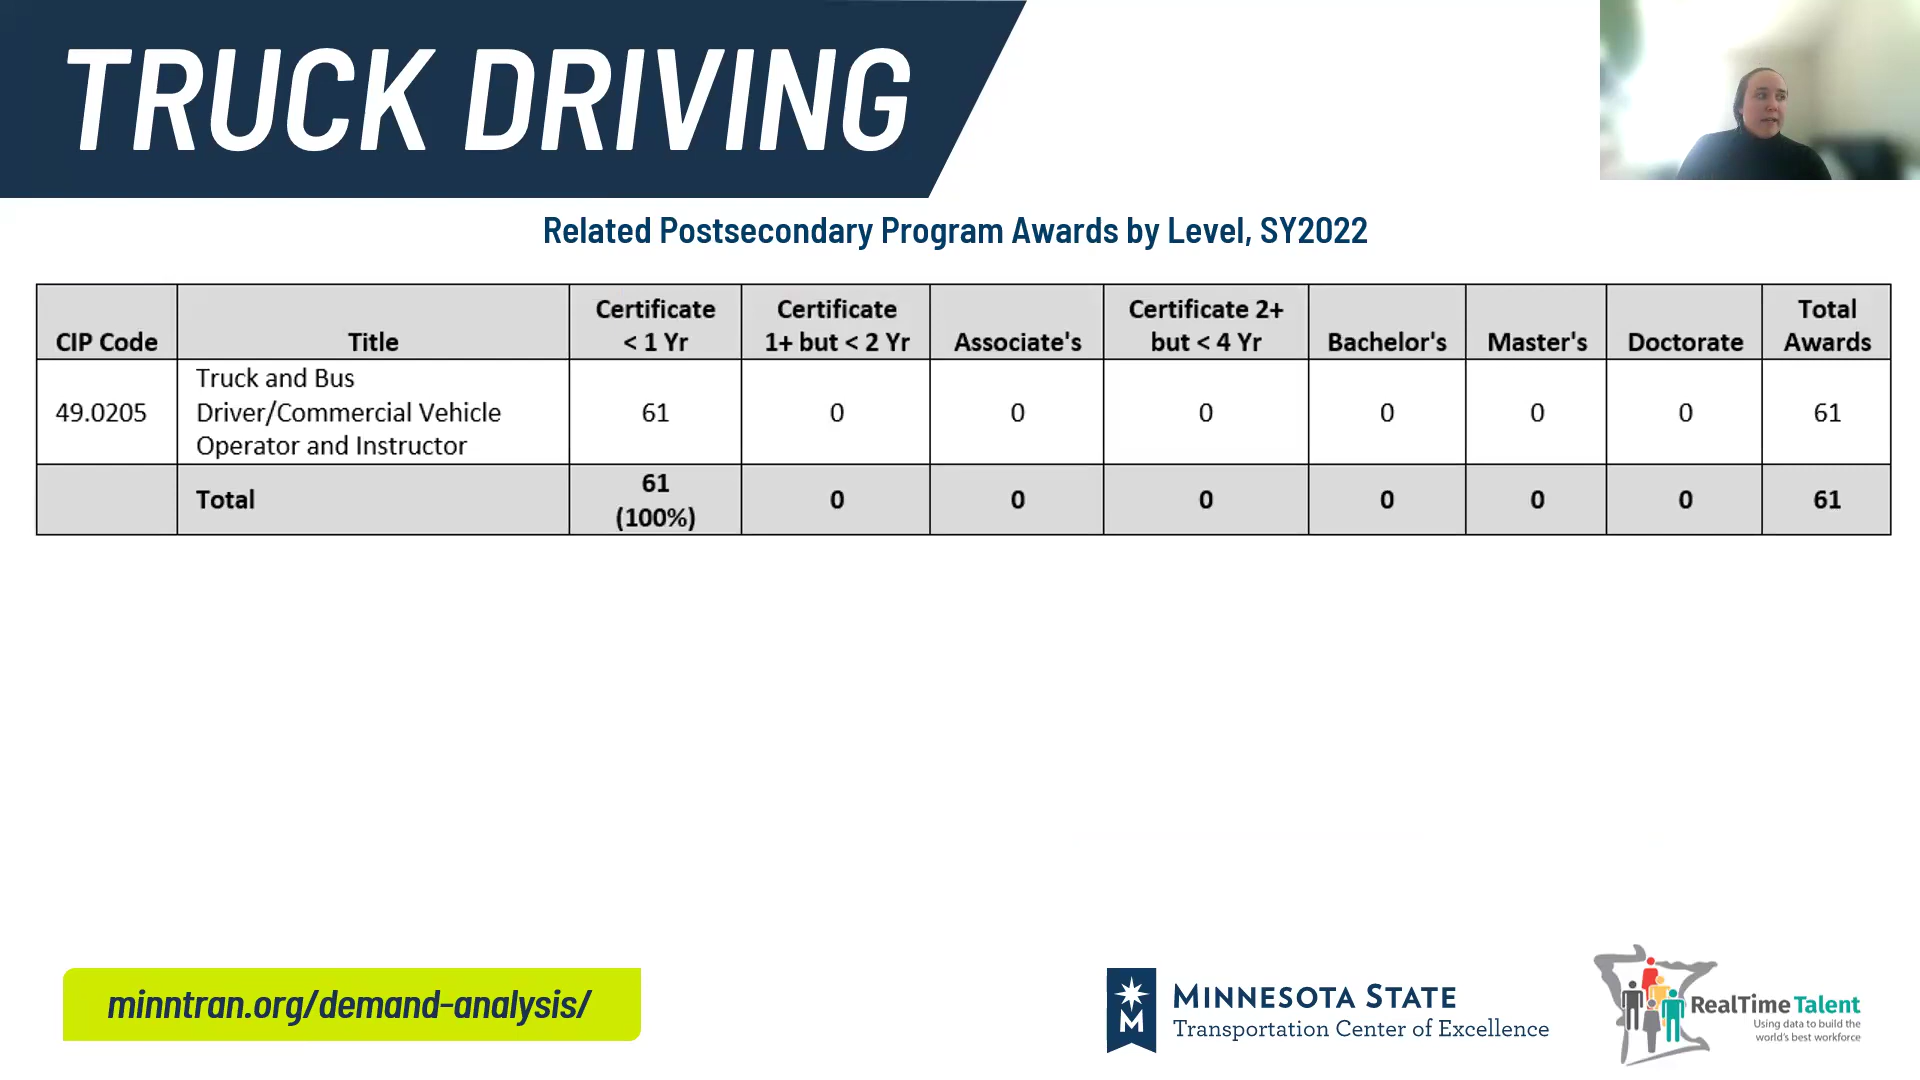 TRUCK DRIVING
Related Postsecondary Program Awards by Level, SY2022
CIP Code
Title
Certificate
< 1 Yr
Certificate
1+ but < 2 Yr
Associate's
Certificate 2+
but < 4 Yr
Bachelor's
Master's
Doctorate
Total
Awards
49.0205
Truck and Bus
Driver/Commercial Vehicle
Operator and Instructor
61
0
0
0
0
0
0
61
Total
61
(100%)
0
0
0
0
0
0
61
minntran.org/demand-analysis/
M
MINNESOTA STATE
Transportation Center of Excellence
RealTime Talent
Using data to build the
world's best workforce